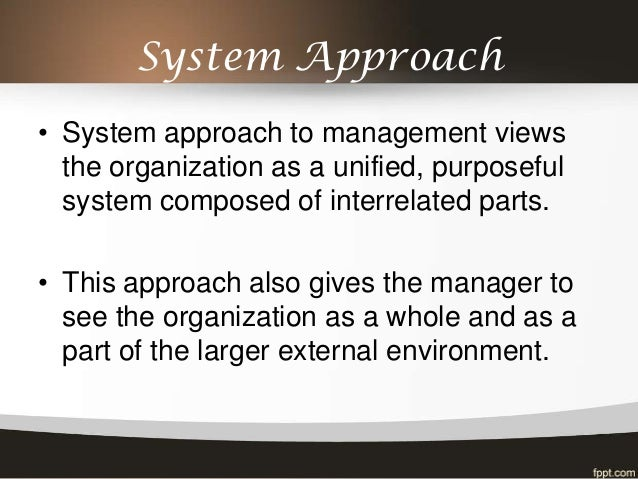 System Approach
• System approach to management views
the organization as a unified, purposeful
system composed of interrelated parts.
• This approach also gives the manager to
see the organization as a whole and as a
part of the larger external environment.
fppt.com